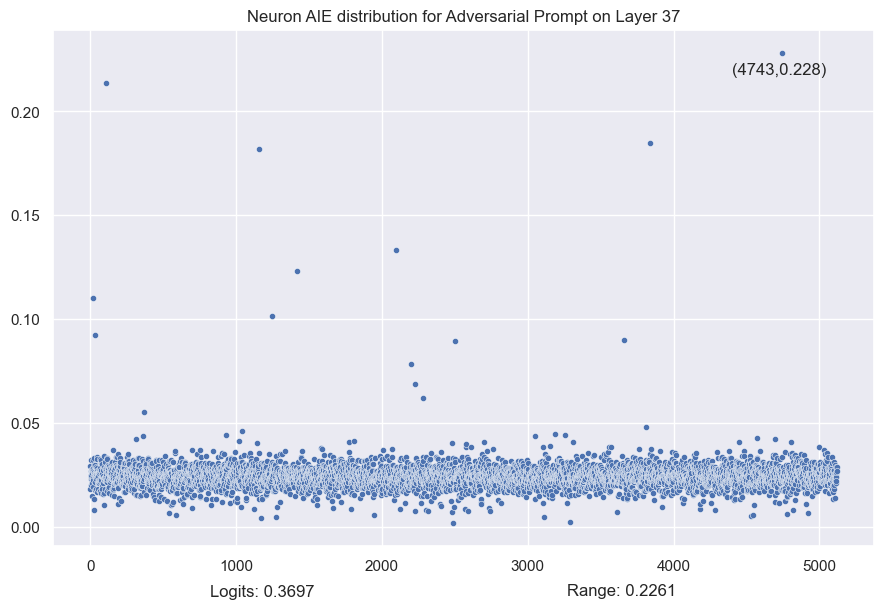 Neuron AIE distribution for Adversarial Prompt on Layer 37
(4743,0.228)
0.20
0.15
0.10
0.05
0.00
0 1000 2000 3000 4000 5000
Logits: 0.3697 Range: 0.2261